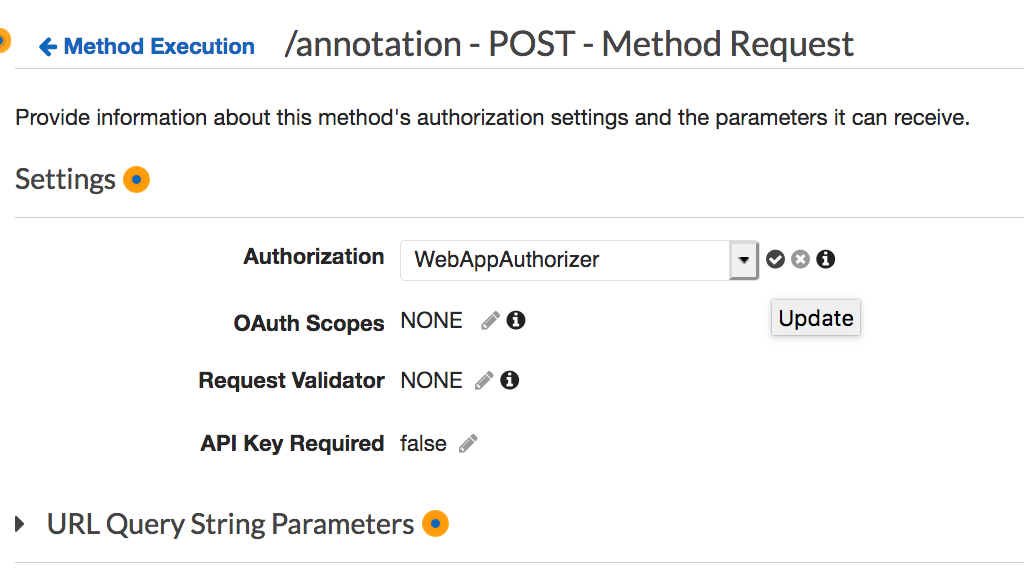 Method Execution /annotation - POST - Method Request
Provide information about this method's authorization settings and the parameters it can receive.
Settings
Authorization WebAppAuthorizer
OAuth Scopes NONE
Update
Request Validator NONE
API Key Required false
URL Query String Parameters